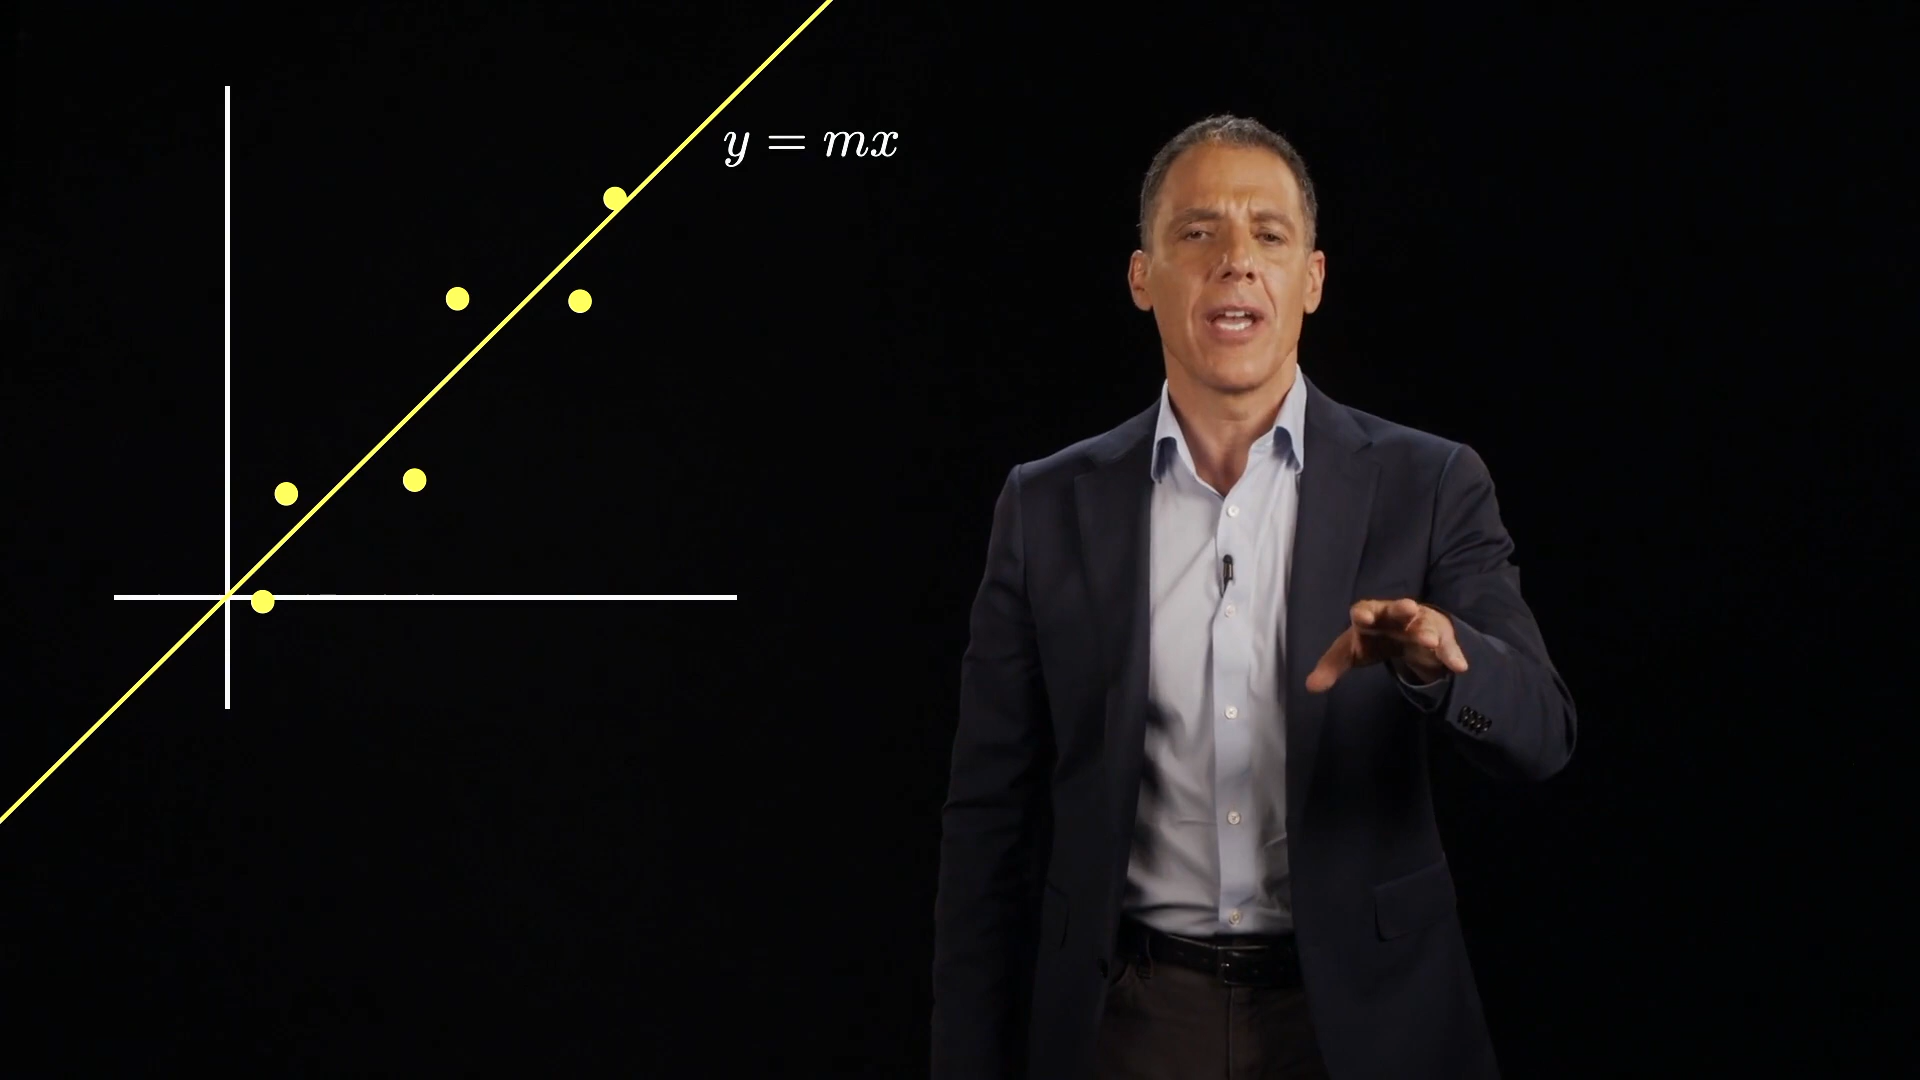 y = mx